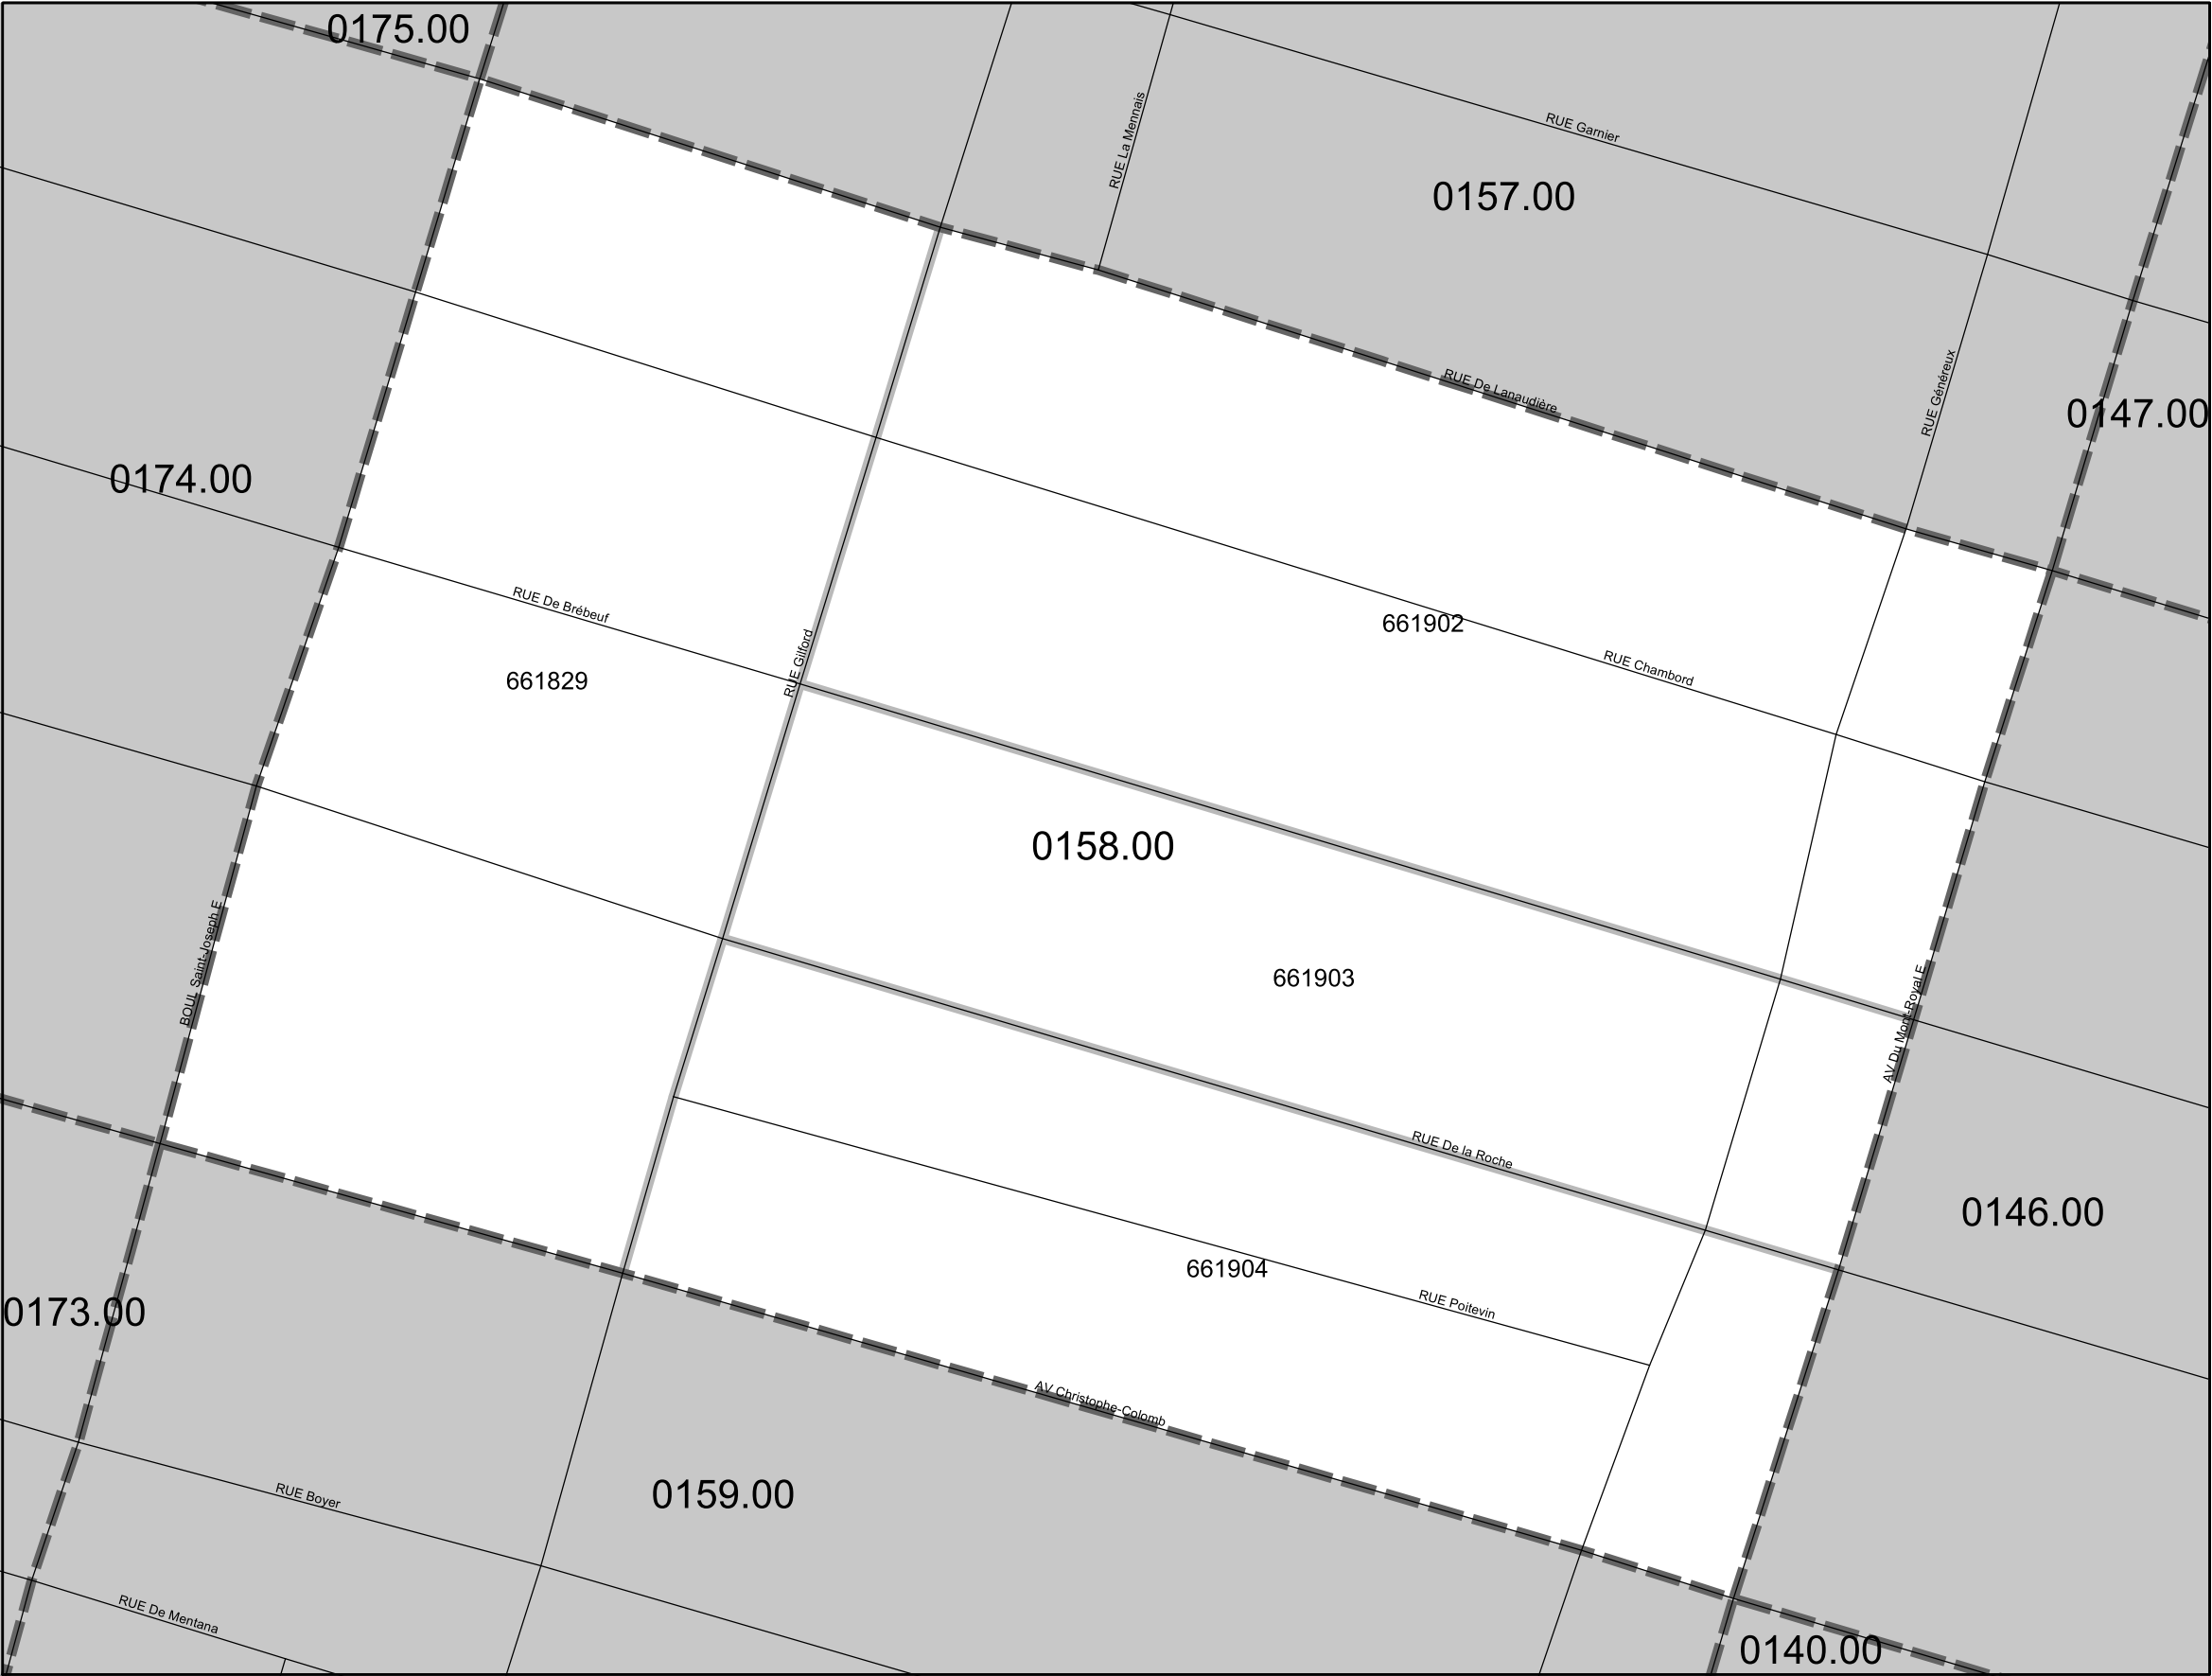 0175.00
RUE La Mennais
RUE Garnier
0157.00
RUE Généreux
RUE De Lanaudière
0147.00
0174.00
RUE De Brébeuf
RUE Gilford
661902
RUE Chambord
661829
0158.00
BOUL Saint-Joseph E
661903
AV Du Mont-Royal E
RUE De la Roche
0146.00
661904
RUE Poitevin
0173.00
AV Christophe-Colomb
RUE Boyer
0159.00
RUE De Mentana
0140.00